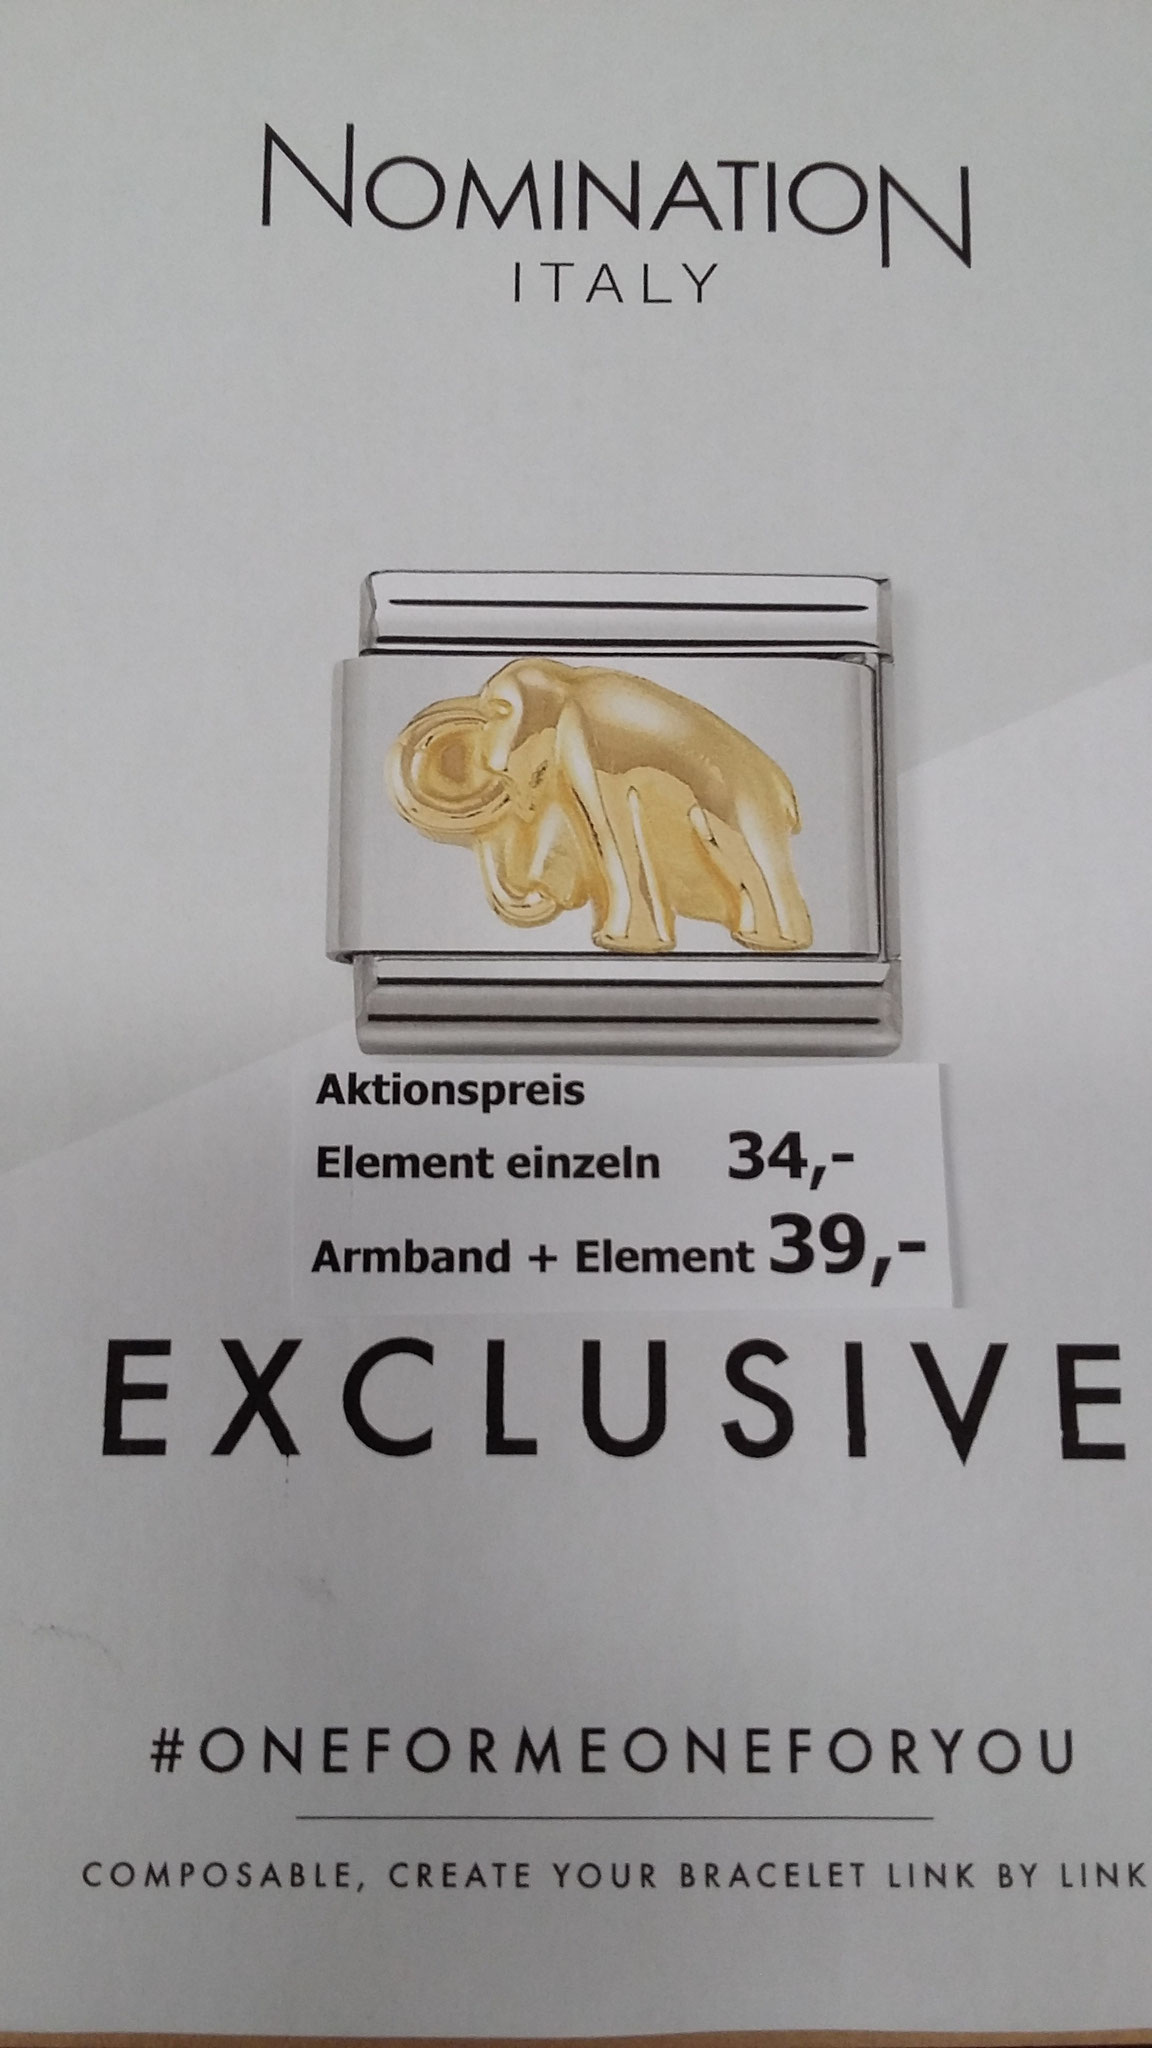 NOMINATION
ITALY
Aktionspreis
Element einzeln 34,-
Armband + Element 39,-
EXCLUSIVE
#ONEFORMEONEFORYOU
COMPOSABLE, CREATE YOUR BRACELET LINK BY LINK